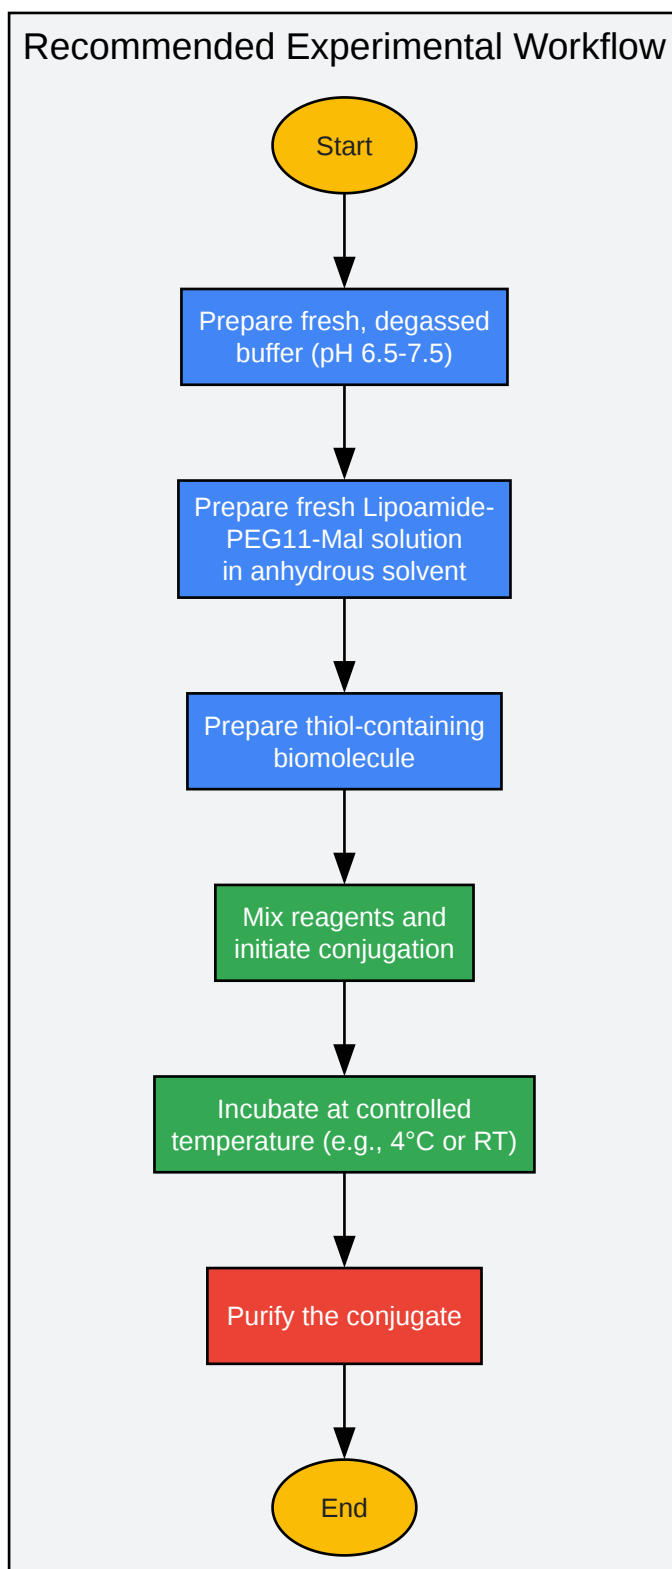 Recommended Experimental Workflow
Start
Prepare fresh, degassed
buffer (pH 6.5-7.5)
Prepare fresh Lipoamide-
PEG11-Mal solution
in anhydrous solvent
Prepare thiol-containing
biomolecule
Mix reagents and
initiate conjugation
Incubate at controlled
temperature (e.g., 4°C or RT)
Purify the conjugate
End